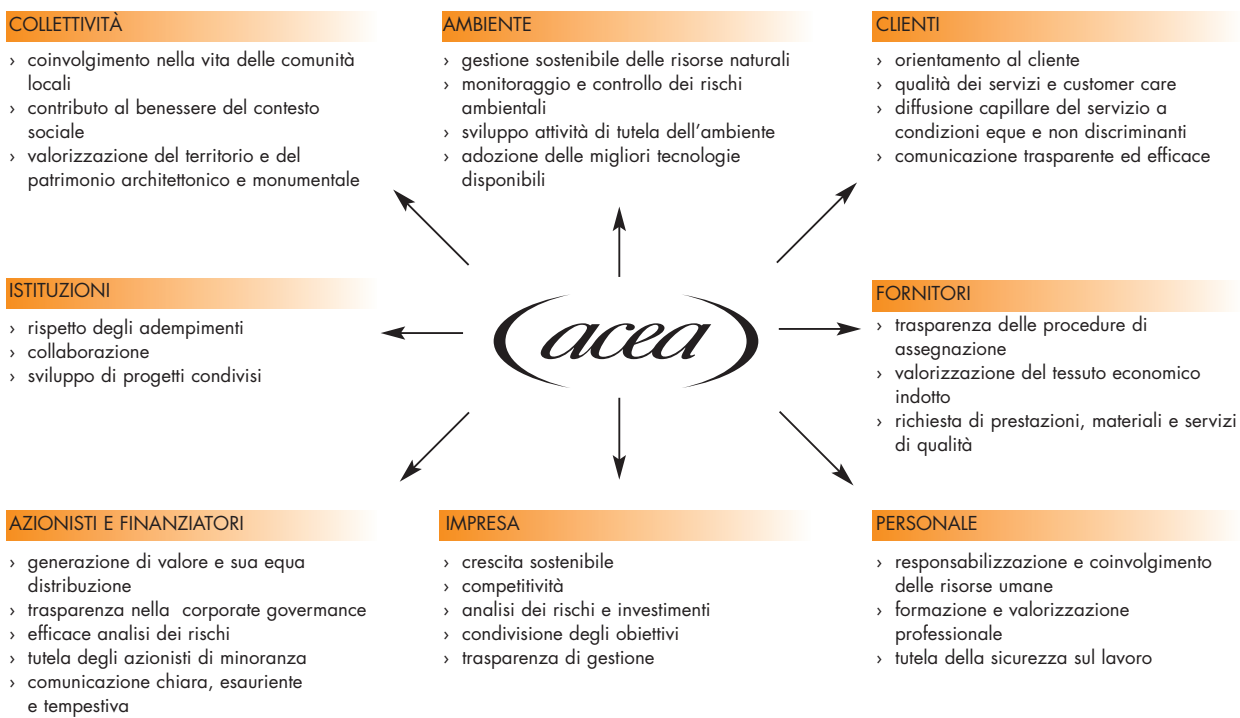 COLLETTIVITÀ
› coinvolgimento nella vita delle comunità
locali
› contributo al benessere del contesto
sociale
› valorizzazione del territorio e del
patrimonio architettonico e monumentale
AMBIENTE
› gestione sostenibile delle risorse naturali
› monitoraggio e controllo dei rischi
ambientali
› sviluppo attività di tutela dell'ambiente
› adozione delle migliori tecnologie
disponibili
CLIENTI
› orientamento al cliente
› qualità dei servizi e customer care
› diffusione capillare del servizio a
condizioni eque e non discriminanti
› comunicazione trasparente ed efficace
ISTITUZIONI
› rispetto degli adempimenti
› collaborazione
› sviluppo di progetti condivisi
acea
FORNITORI
› trasparenza delle procedure di
assegnazione
› valorizzazione del tessuto economico
indotto
› richiesta di prestazioni, materiali e servizi
di qualità
AZIONISTI E FINANZIATORI
› generazione di valore e sua equa
distribuzione
› trasparenza nella corporate governance
› efficace analisi dei rischi
› tutela degli azionisti di minoranza
› comunicazione chiara, esauriente
e tempestiva
IMPRESA
› crescita sostenibile
› competitività
› analisi dei rischi e investimenti
› condivisione degli obiettivi
› trasparenza di gestione
PERSONALE
› responsabilizzazione e coinvolgimento
delle risorse umane
› formazione e valorizzazione
professionale
› tutela della sicurezza sul lavoro